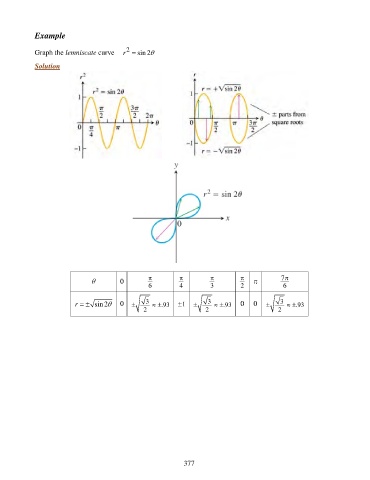 Example
Graph the lemniscate curve r² = sin 2θ
Solution
r²
r² = sin 2θ
1
π/2 3π/2 2π θ
0 π/4 π
−1
r
r = +√sin 2θ
1
0 π/2 π 3π/2 θ
± parts from
square roots
−1
r = −√sin 2θ
y
r² = sin 2θ
x
0
θ 0 π/6 π/4 π/3 π/2 π 7π/6
r = ±√sin 2θ 0 ±√(√3/2) ≈ ±.93 ±1 ±√(√3/2) ≈ ±.93 0 0 ±√(√3/2) ≈ ±.93
377